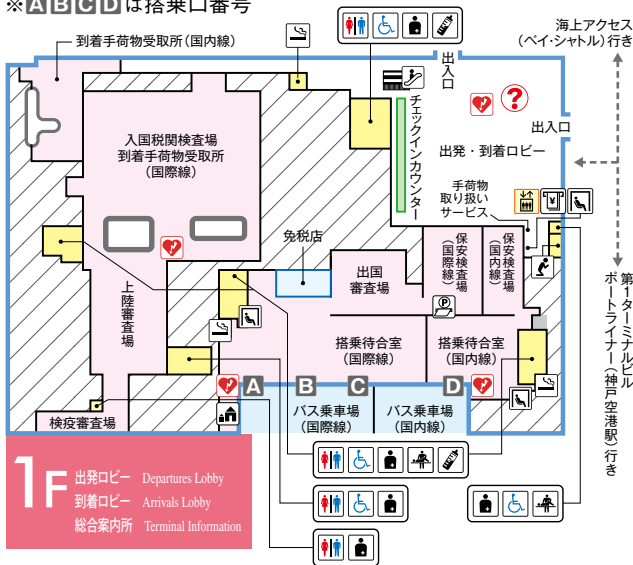 ※ABCDは搭乗口番号
海上アクセス
(ベイ・シャトル)行き
到着手荷物受取所(国内線)
出入口
出入口
チェックインカウンター
?
出発・到着ロビー
入国税関検査場
到着手荷物受取所
(国際線)
手荷物
取り扱い
サービス
¥
免税店
保安検査場
(国際線)
保安検査場
(国内線)
出国
審査場
上陸審査場
P
搭乗待合室
(国際線)
搭乗待合室
(国内線)
第1ターミナルビル
ポートライナー(神戸空港駅)行き
A
B
C
D
バス乗車場
(国際線)
バス乗車場
(国内線)
検疫審査場
1F
出発ロビー Departures Lobby
到着ロビー Arrivals Lobby
総合案内所 Terminal Information